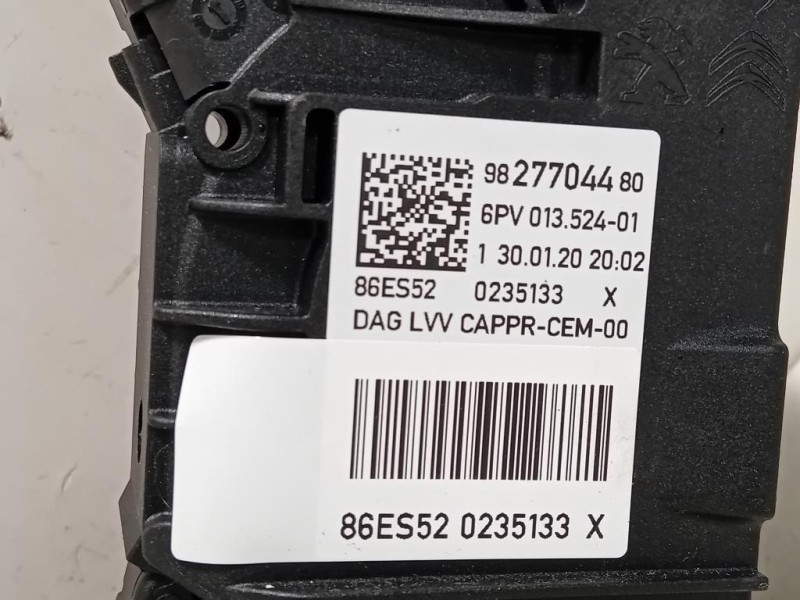 98 277044 80
6PV 013.524-01
1 30.01.20 20:02
86ES52 0235133 X
DAG LVV CAPPR-CEM-00
86ES52 0235133 X